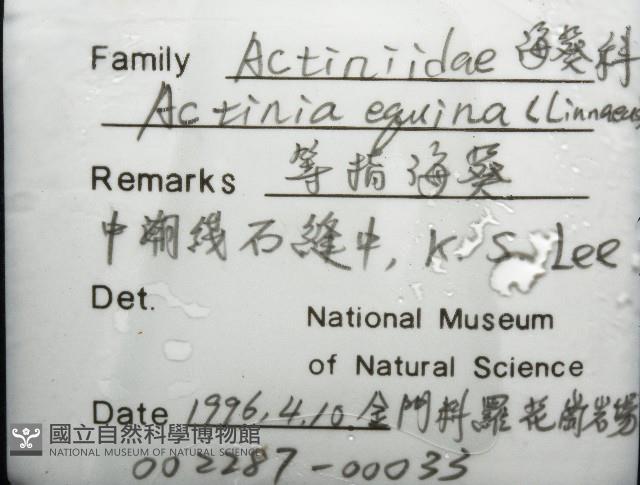 Family Actiniidae 海葵科
Actinia equina (Linnaeus
Remarks 等指海葵
中潮綫石縫中, K. S. Lee
Det.
National Museum
of Natural Science
Date 1996.4.10. 金門料羅花崗岩場
國立自然科學博物館
NATIONAL MUSEUM OF NATURAL SCIENCE
002287-00033